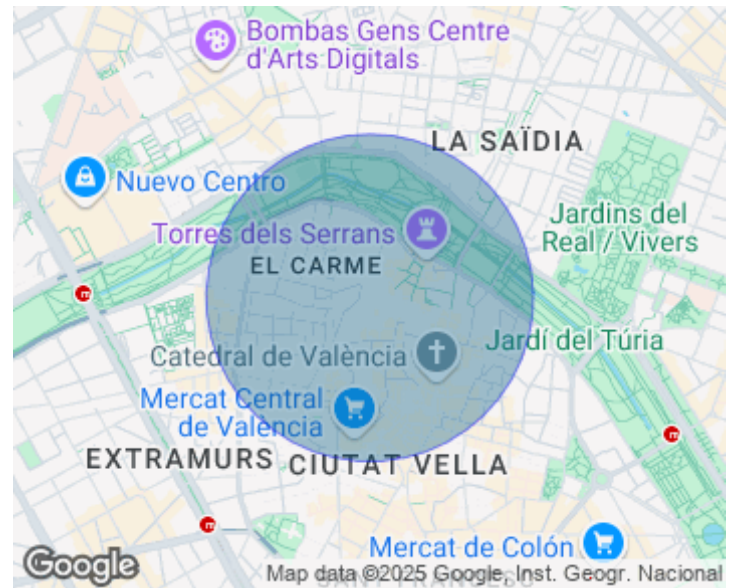 Bombas Gens Centre
d'Arts Digitals
LA SAÏDIA
Nuevo Centro
Jardins del
Real / Vivers
Torres dels Serrans
EL CARME
Jardí del Túria
Catedral de València
Mercat Central
de València
EXTRAMURS
CIUTAT VELLA
Mercat de Colón
Google
Map data ©2025 Google, Inst. Geogr. Nacional